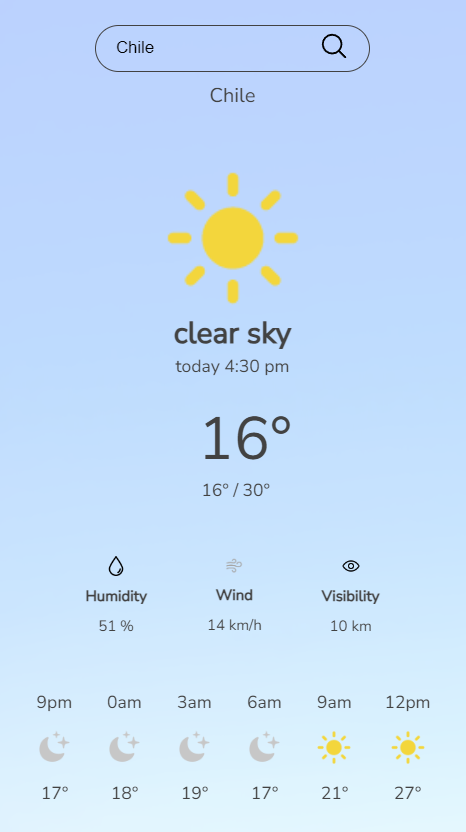 Chile
Chile
clear sky
today 4:30 pm
16°
16° / 30°
Humidity Wind Visibility
51 % 14 km/h 10 km
9pm 0am 3am 6am 9am 12pm
17° 18° 19° 17° 21° 27°